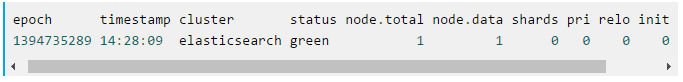 epoch timestamp cluster status node.total node.data shards pri relo init
1394735289 14:28:09 elasticsearch green 1 1 0 0 0 0